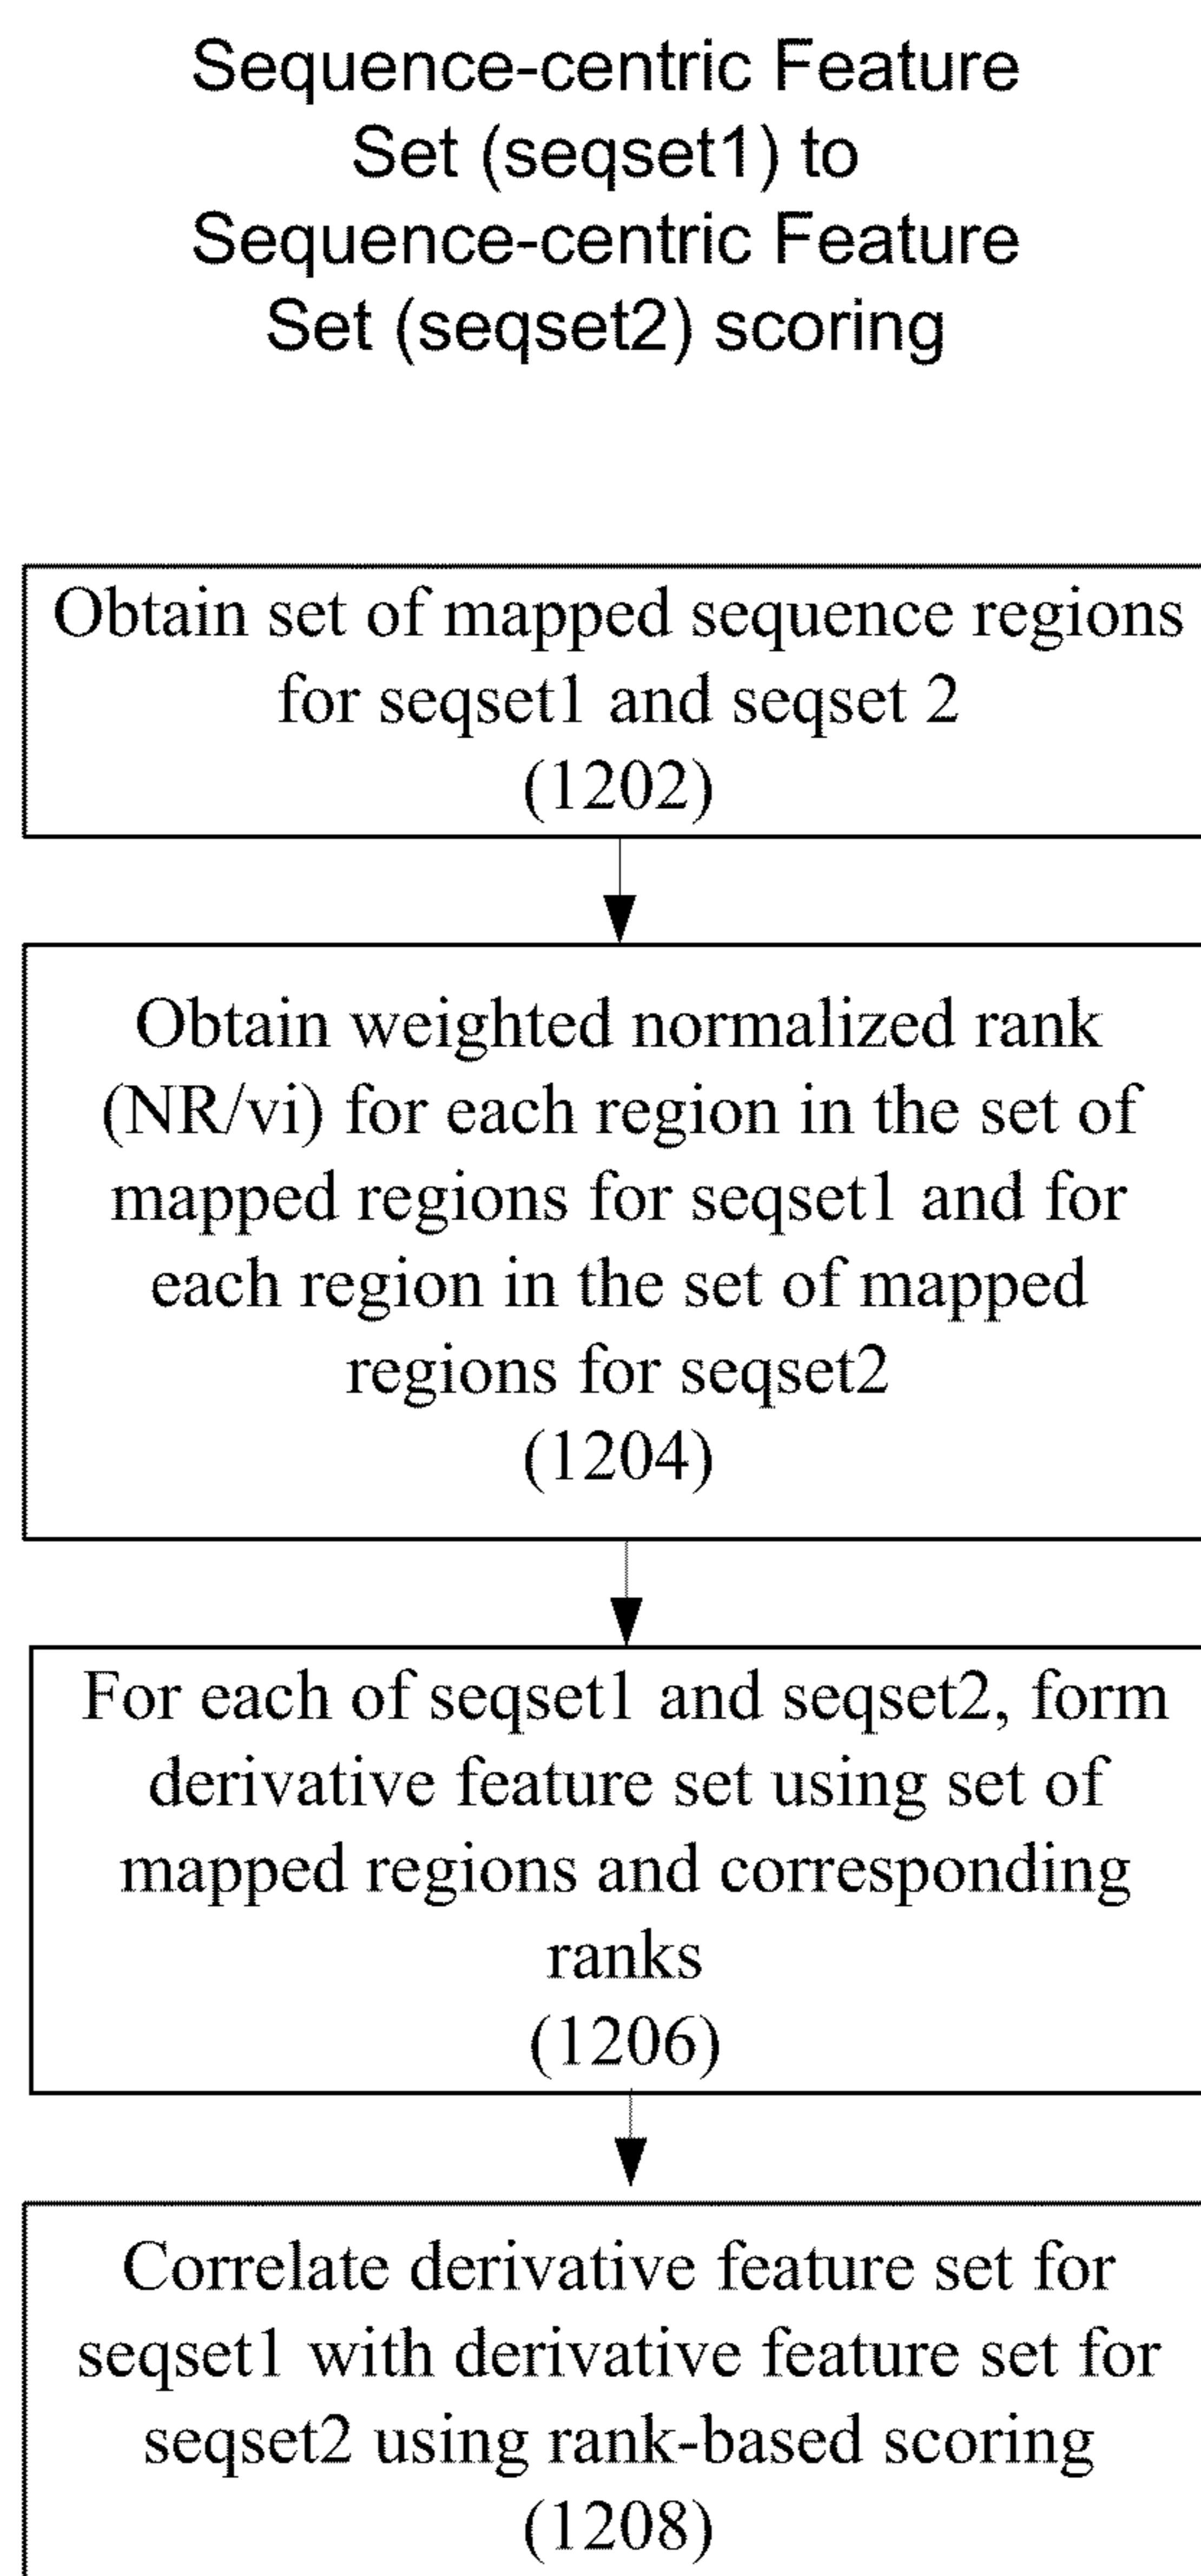 Sequence-centric Feature
Set (seqset1) to
Sequence-centric Feature
Set (seqset2) scoring
Obtain set of mapped sequence regions
for seqset1 and seqset 2
(1202)
Obtain weighted normalized rank
(NR/vi) for each region in the set of
mapped regions for seqset1 and for
each region in the set of mapped
regions for seqset2
(1204)
For each of seqset1 and seqset2, form
derivative feature set using set of
mapped regions and corresponding
ranks
(1206)
Correlate derivative feature set for
seqset1 with derivative feature set for
seqset2 using rank-based scoring
(1208)